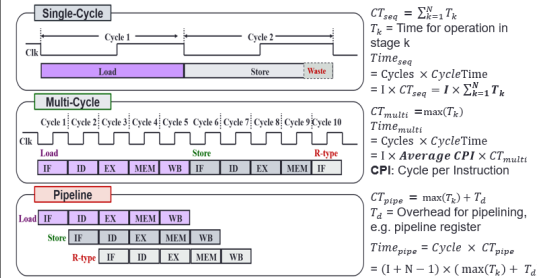 Single-Cycle
Cycle 1
Cycle 2
Clk
Load
Store
Waste
CT_seq = ∑_{k=1}^{N} T_k
T_k = Time for operation in
stage k
Time_seq
= Cycles × CycleTime
= I × CT_seq = I × ∑_{k=1}^{N} T_k
Multi-Cycle
Cycle 1 Cycle 2 Cycle 3 Cycle 4 Cycle 5 Cycle 6 Cycle 7 Cycle 8 Cycle 9 Cycle 10
Clk
Load
Store
R-type
IF ID EX MEM WB IF ID EX MEM IF
CT_multi =max(T_k)
Time_multi
= Cycles × CycleTime
= I × Average CPI × CT_multi
CPI: Cycle per Instruction
Pipeline
Load IF ID EX MEM WB
Store IF ID EX MEM WB
R-type IF ID EX MEM WB
CT_pipe = max(T_k) + T_d
T_d = Overhead for pipelining,
e.g. pipeline register
Time_pipe = Cycle × CT_pipe
= (I + N − 1) × ( max(T_k) + T_d